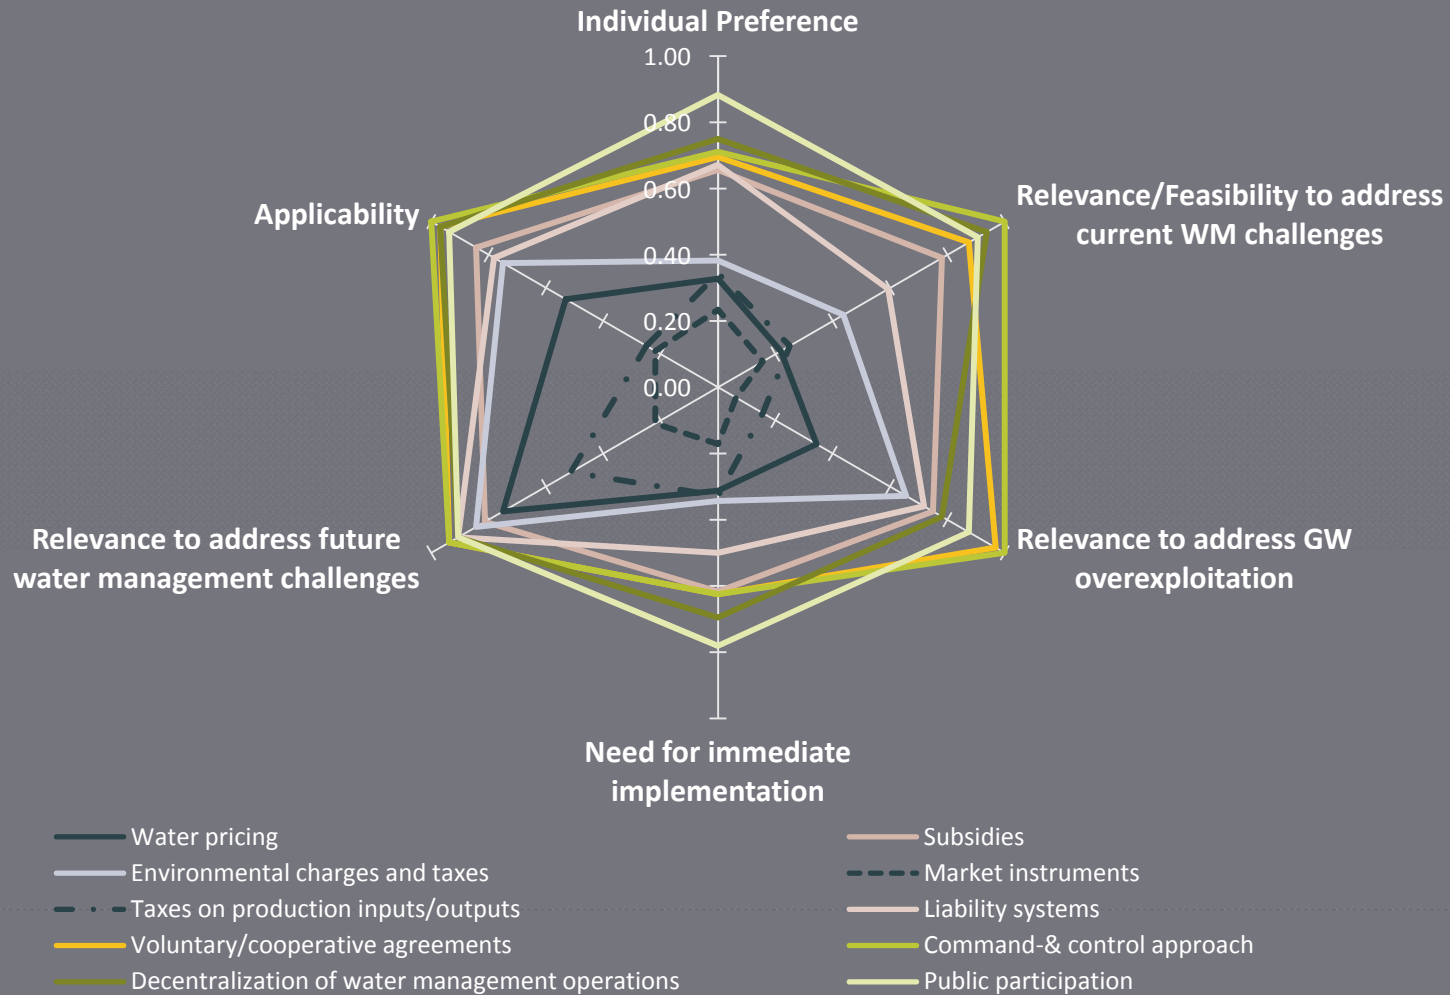 Individual Preference
1.00
0.80
0.60
0.40
0.20
0.00
Relevance/Feasibility to address
current WM challenges
Applicability
Relevance to address GW
overexploitation
Relevance to address future
water management challenges
Need for immediate
implementation
Water pricing
Subsidies
Environmental charges and taxes
Market instruments
Taxes on production inputs/outputs
Liability systems
Voluntary/cooperative agreements
Command-& control approach
Decentralization of water management operations
Public participation